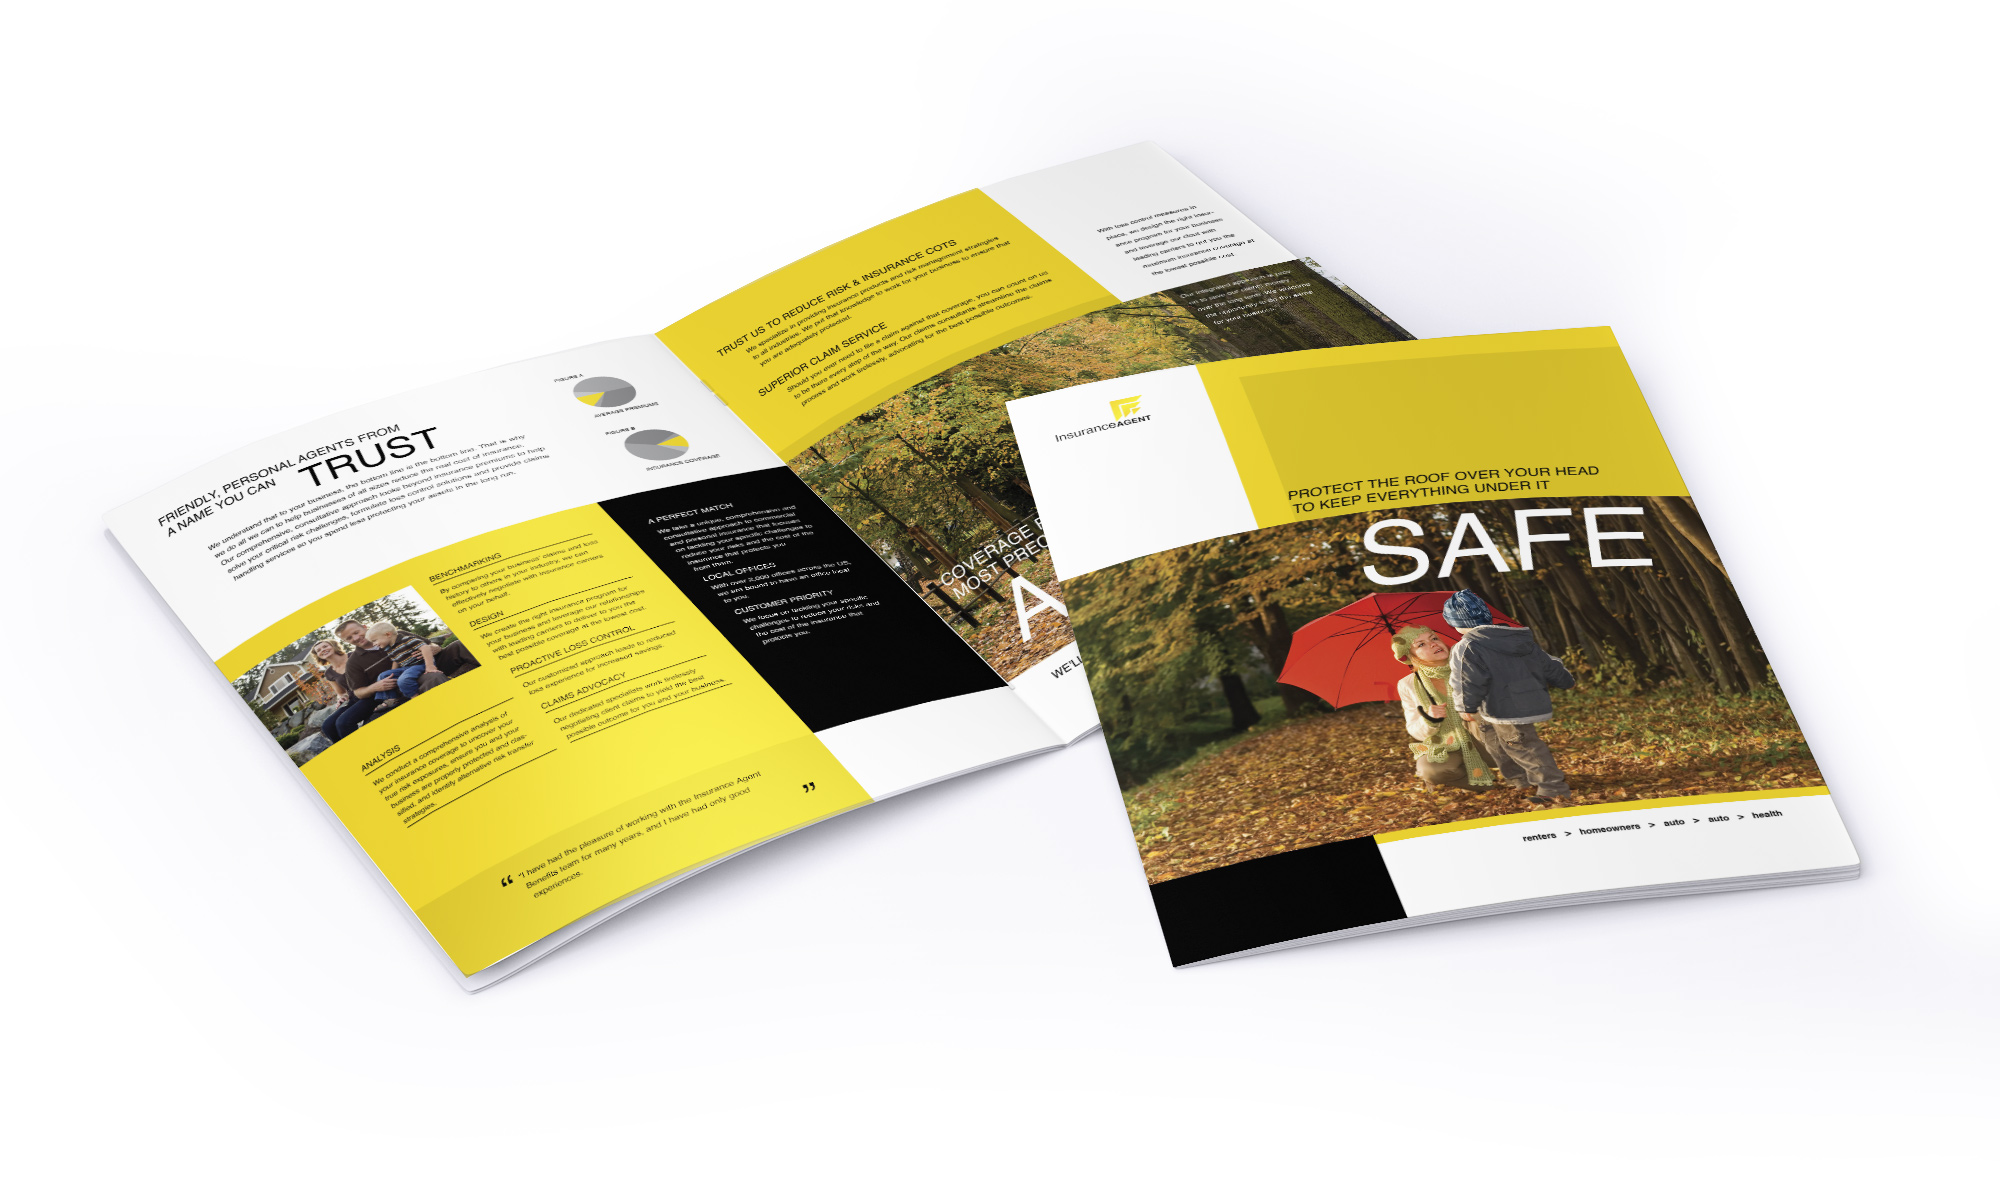 FRIENDLY, PERSONAL AGENTS FROM
A NAME YOU CAN TRUST
We understand that to your business, the bottom line is the bottom line. That is why
we do all we can to help businesses of all sizes reduce the real cost of insurance.
Our comprehensive, consultative approach looks beyond insurance premiums to help
solve your critical risk challenges, formulate loss control solutions and provide claims
handling services so you spend less protecting your assets in the long run.
FIGURE A
AVERAGE PREMIUMS
FIGURE B
INSURANCE COVERAGE
ANALYSIS
We conduct a comprehensive analysis of
your insurance coverage to uncover your
true risk exposures, ensure you and your
business are properly protected and clas-
sified, and identify alternative risk transfer
strategies.
BENCHMARKING
By comparing your business' claims and loss
history to others in your industry, we can
effectively negotiate with insurance carriers
on your behalf.
DESIGN
We create the right insurance program for
your business and leverage our relationships
with leading carriers to deliver to you the
best possible coverage at the lowest cost.
PROACTIVE LOSS CONTROL
Our customized approach leads to reduced
loss experience for increased savings.
CLAIMS ADVOCACY
Our dedicated specialists work tirelessly
negotiating client claims to yield the best
possible outcome for you and your business.
“ "I have had the pleasure of working with the Insurance Agent
Benefits team for many years, and I have had only good
experiences. ”
A PERFECT MATCH
We take a unique, comprehensive and
consultative approach to commercial
and personal insurance that focuses
on tackling your specific challenges to
reduce your risks and the cost of the
insurance that protects you
from them.
LOCAL OFFICES
With over 2,000 offices across the US,
we are bound to have an office local
to you.
CUSTOMER PRIORITY
We focus on tackling your specific
challenges to reduce your risks and
the cost of the insurance that
protects you.
TRUST US TO REDUCE RISK & INSURANCE COTS
We specialize in providing insurance products and risk management strategies
to all industries. We put that knowledge to work for your business to ensure that
you are adequately protected.
SUPERIOR CLAIM SERVICE
Should you ever need to file a claim against that coverage, you can count on us
to be there every step of the way. Our claims consultants streamline the claims
process and work tirelessly, advocating for the best possible outcomes.
With loss control measures in
place, we design the right insur-
ance program for your business
and leverage our clout with
leading carriers to get you the
maximum insurance coverage at
the lowest possible cost.
Our integrated approach is prov
en to save our clients money
over the long term. We welcome
the opportunity to do the same
for your business.
COVERAGE
MOST PREC
A
WE'LL
InsuranceAGENT
PROTECT THE ROOF OVER YOUR HEAD
TO KEEP EVERYTHING UNDER IT
SAFE
renters > homeowners > auto > auto > health